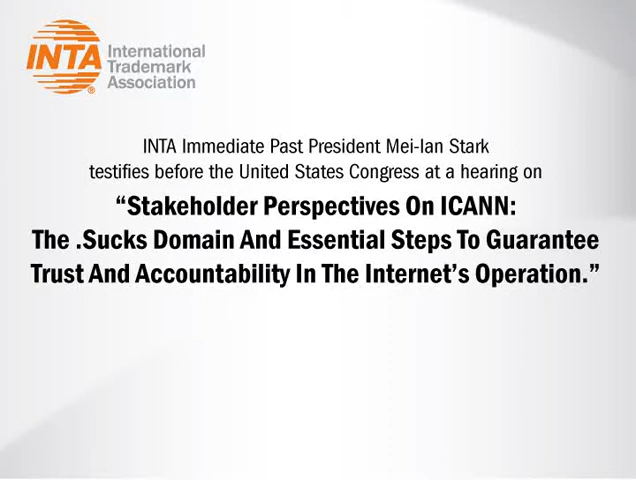 INTA
International
Trademark
Association
®
INTA Immediate Past President Mei-lan Stark
testifies before the United States Congress at a hearing on
“Stakeholder Perspectives On ICANN:
The .Sucks Domain And Essential Steps To Guarantee
Trust And Accountability In The Internet’s Operation.”